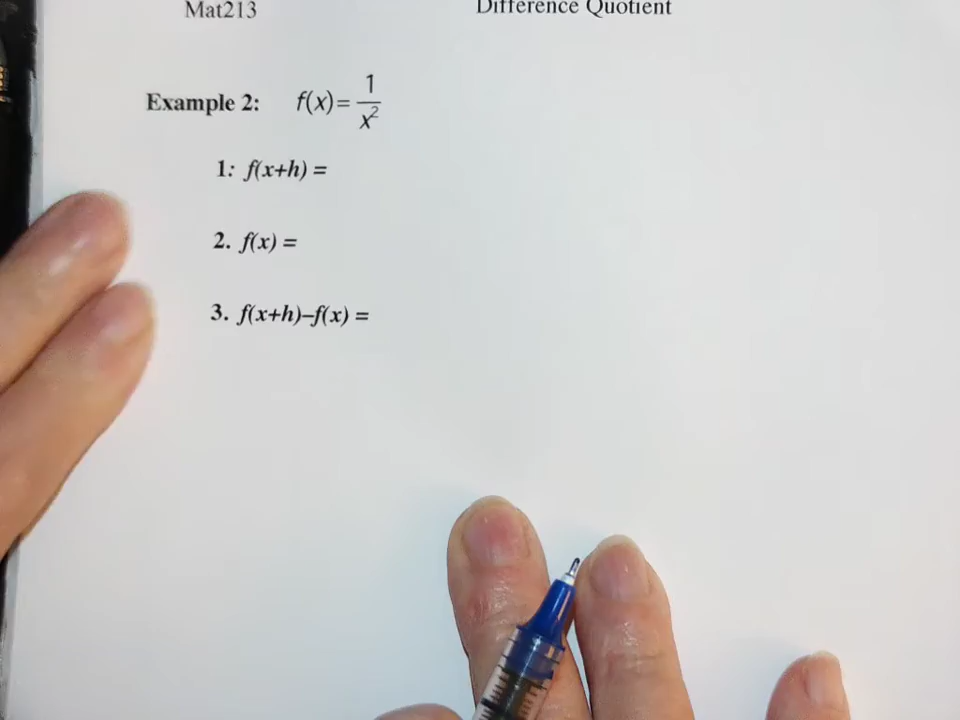 Mat213 Difference Quotient
Example 2: f(x)= 1/x²
1: f(x+h) =
2. f(x) =
3. f(x+h)–f(x) =